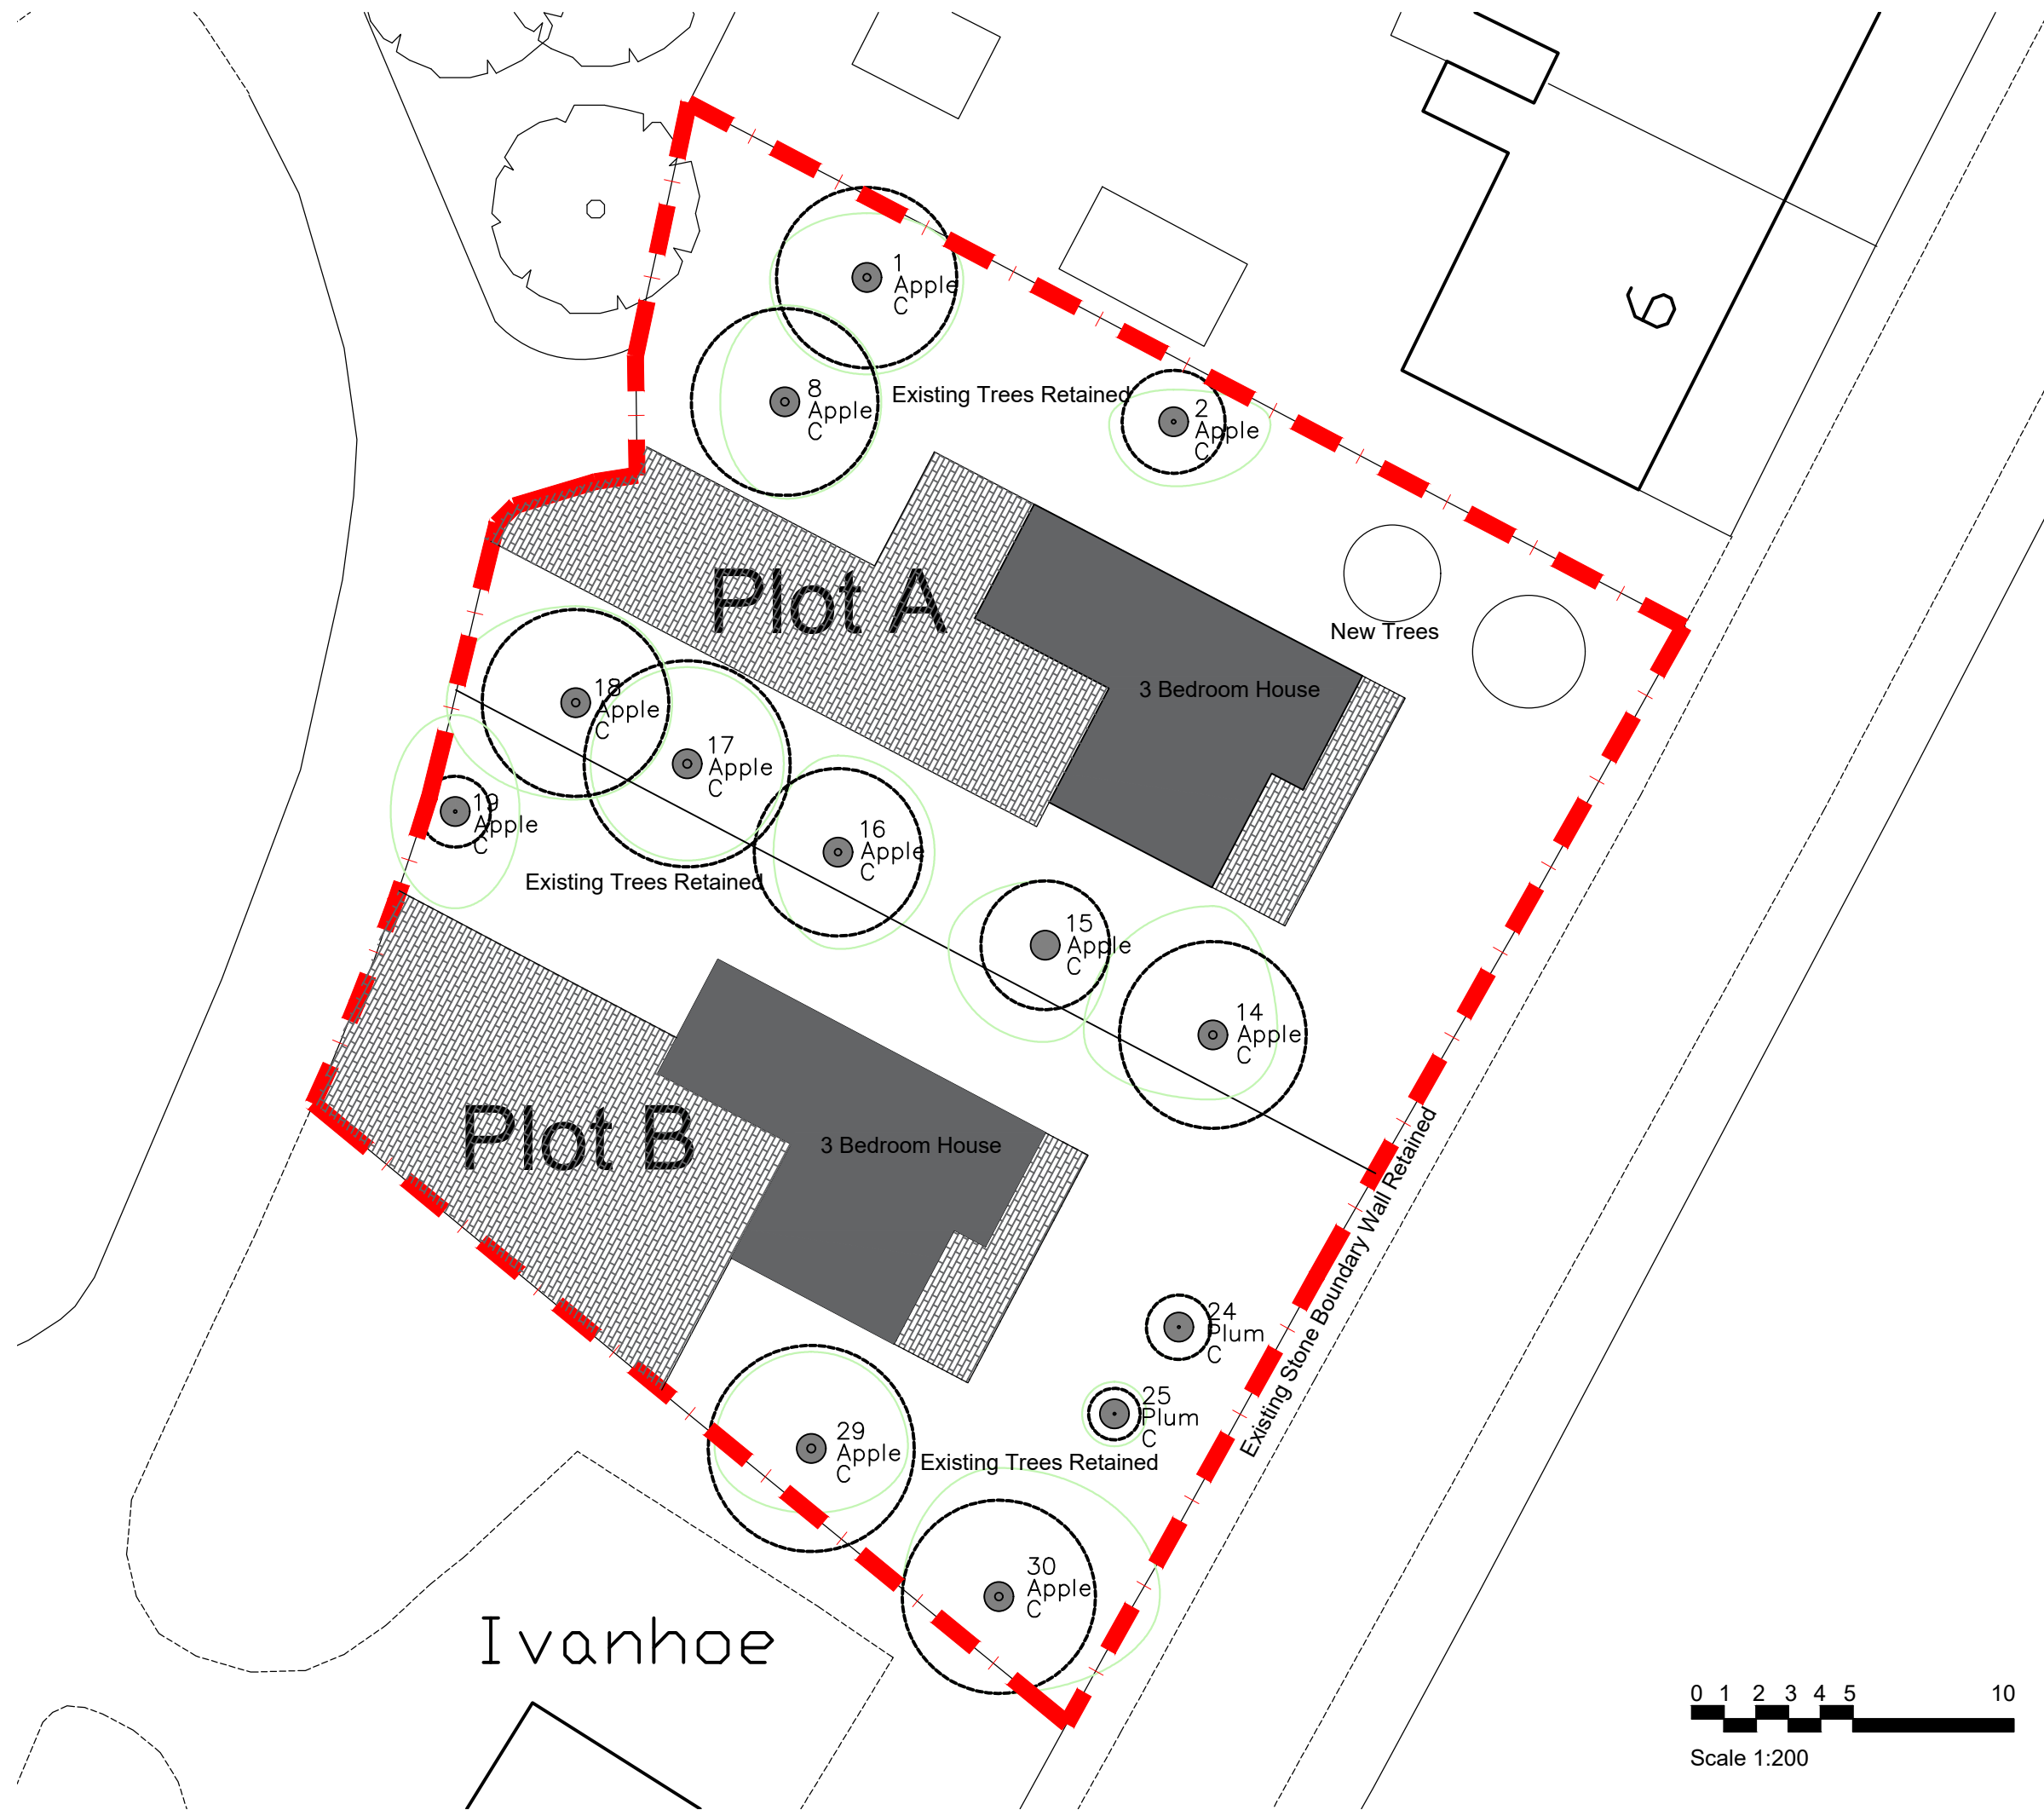 6
1
Apple
C
8
Apple
C
Existing Trees Retained
2
Apple
C
Plot A
New Trees
3 Bedroom House
18
Apple
C
17
Apple
C
19
Apple
C
16
Apple
C
Existing Trees Retained
15
Apple
C
14
Apple
C
Plot B
3 Bedroom House
Existing Stone Boundary Wall Retained
24
Plum
C
25
Plum
C
29
Apple
C
Existing Trees Retained
30
Apple
C
Ivanhoe
0 1 2 3 4 5 10
Scale 1:200